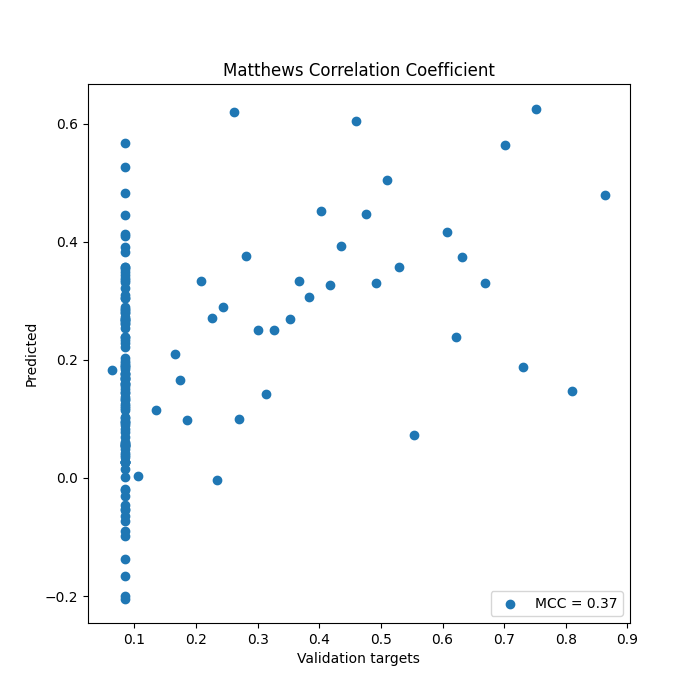 Matthews Correlation Coefficient
Predicted
0.6
0.4
0.2
0.0
−0.2
0.1 0.2 0.3 0.4 0.5 0.6 0.7 0.8 0.9
Validation targets
MCC = 0.37